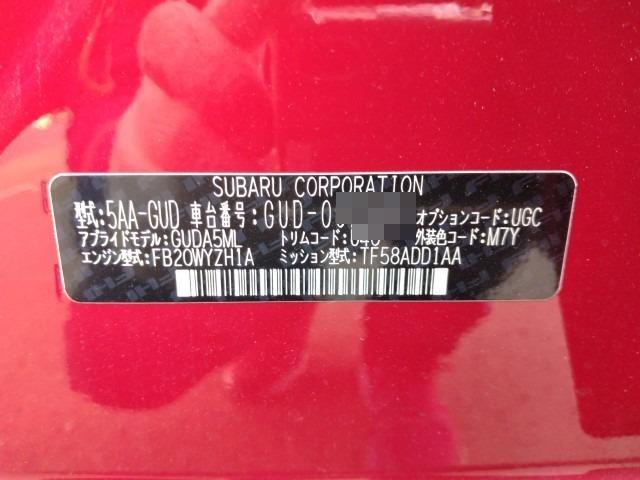 SUBARU CORPORATION
型式:5AA-GUD 車台番号:GUD-0 オプションコード:UGC
アプライドモデル:GUDA5ML トリムコード: 外装色コード:M7Y
エンジン型式:FB20WYZH1A ミッション型式:TF58ADD1AA